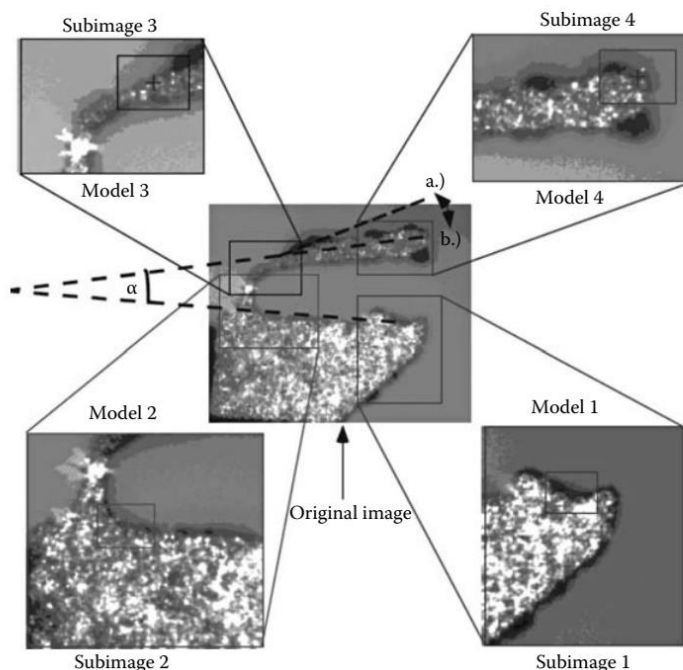 Subimage 3
Subimage 4
Model 3
a.)
Model 4
b.)
α
Model 2
Model 1
Original image
Subimage 2
Subimage 1